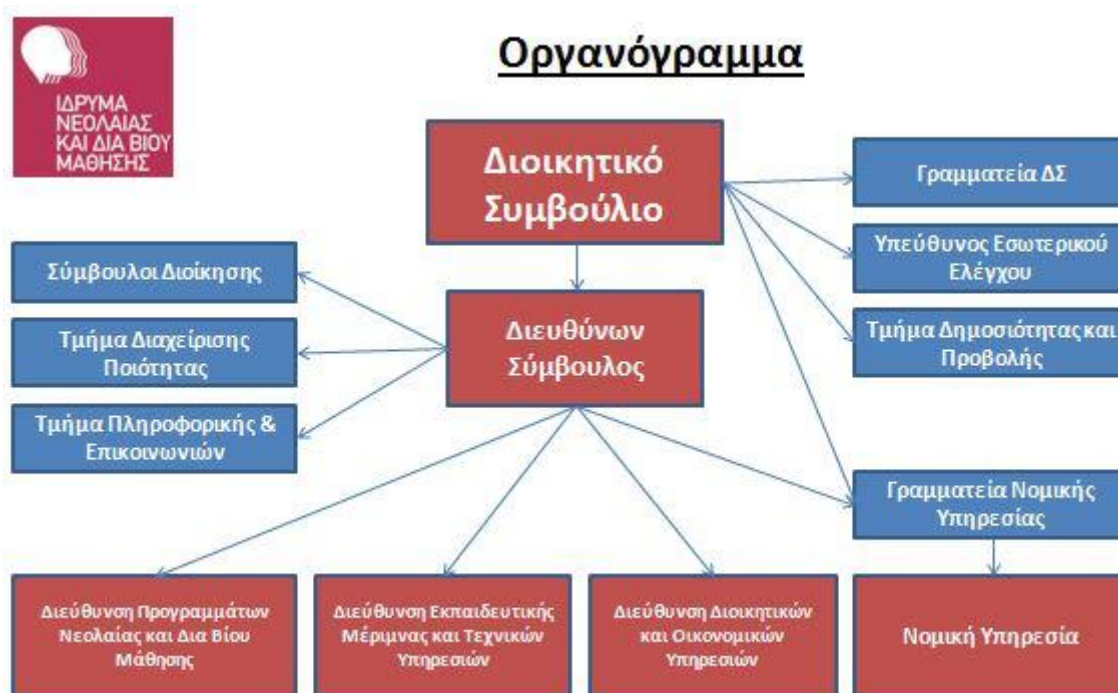 ΙΔΡΥΜΑ
ΝΕΟΛΑΙΑΣ
ΚΑΙ ΔΙΑ ΒΙΟΥ
ΜΑΘΗΣΗΣ
Οργανόγραμμα
Διοικητικό
Συμβούλιο
Γραμματεία ΔΣ
Υπεύθυνος Εσωτερικού
Ελέγχου
Τμήμα Δημοσιότητας και
Προβολής
Σύμβουλοι Διοίκησης
Τμήμα Διαχείρισης
Ποιότητας
Τμήμα Πληροφορικής &
Επικοινωνιών
Διευθύνων
Σύμβουλος
Γραμματεία Νομικής
Υπηρεσίας
Διεύθυνση Προγραμμάτων
Νεολαίας και Δια Βίου
Μάθησης
Διεύθυνση Εκπαιδευτικής
Μέριμνας και Τεχνικών
Υπηρεσιών
Διεύθυνση Διοικητικών
και Οικονομικών
Υπηρεσιών
Νομική Υπηρεσία